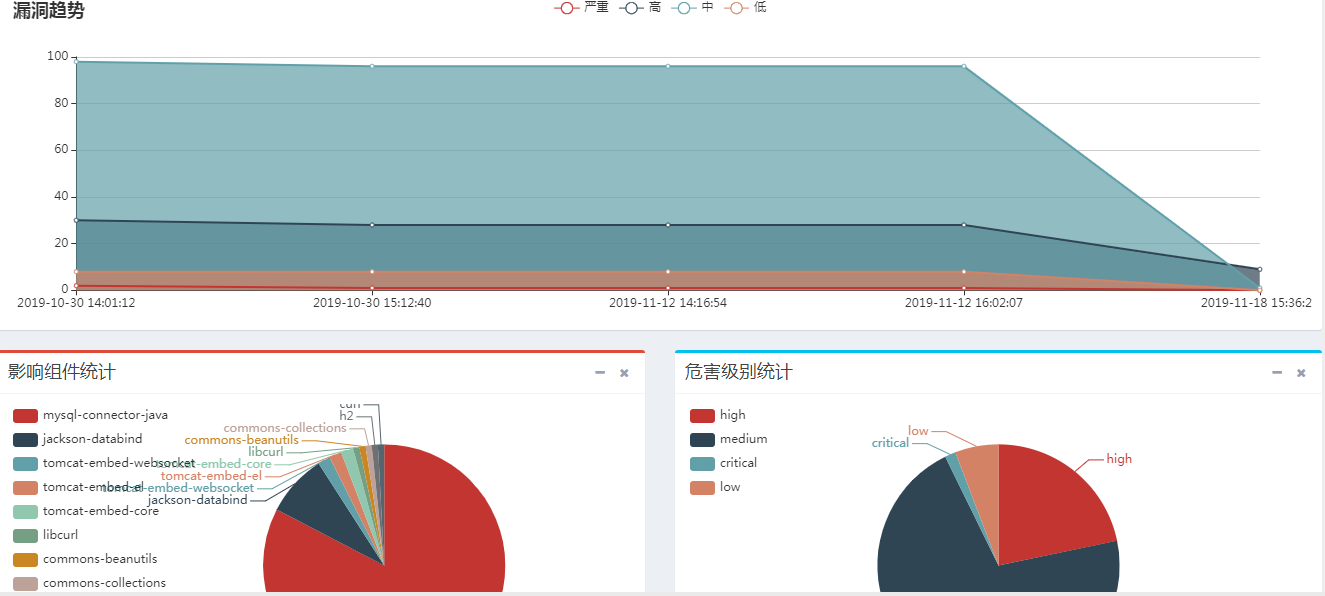 漏洞趋势
严重 高 中 低
100
80
60
40
20
0
2019-10-30 14:01:12 2019-10-30 15:12:40 2019-11-12 14:16:54 2019-11-12 16:02:07 2019-11-18 15:36:2
影响组件统计
mysql-connector-java
jackson-databind
tomcat-embed-websocket
tomcat-embed-el
tomcat-embed-core
libcurl
commons-beanutils
commons-collections
curl
h2
commons-collections
commons-beanutils
libcurl
tomcat-embed-core
tomcat-embed-el
tomcat-embed-websocket
jackson-databind
危害级别统计
high
medium
critical
low
low
critical
high